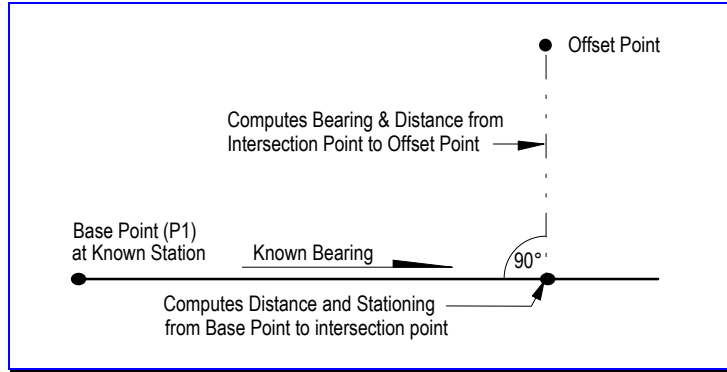 Offset Point
Computes Bearing & Distance from
Intersection Point to Offset Point
Base Point (P1)
at Known Station
Known Bearing
90°
Computes Distance and Stationing
from Base Point to intersection point